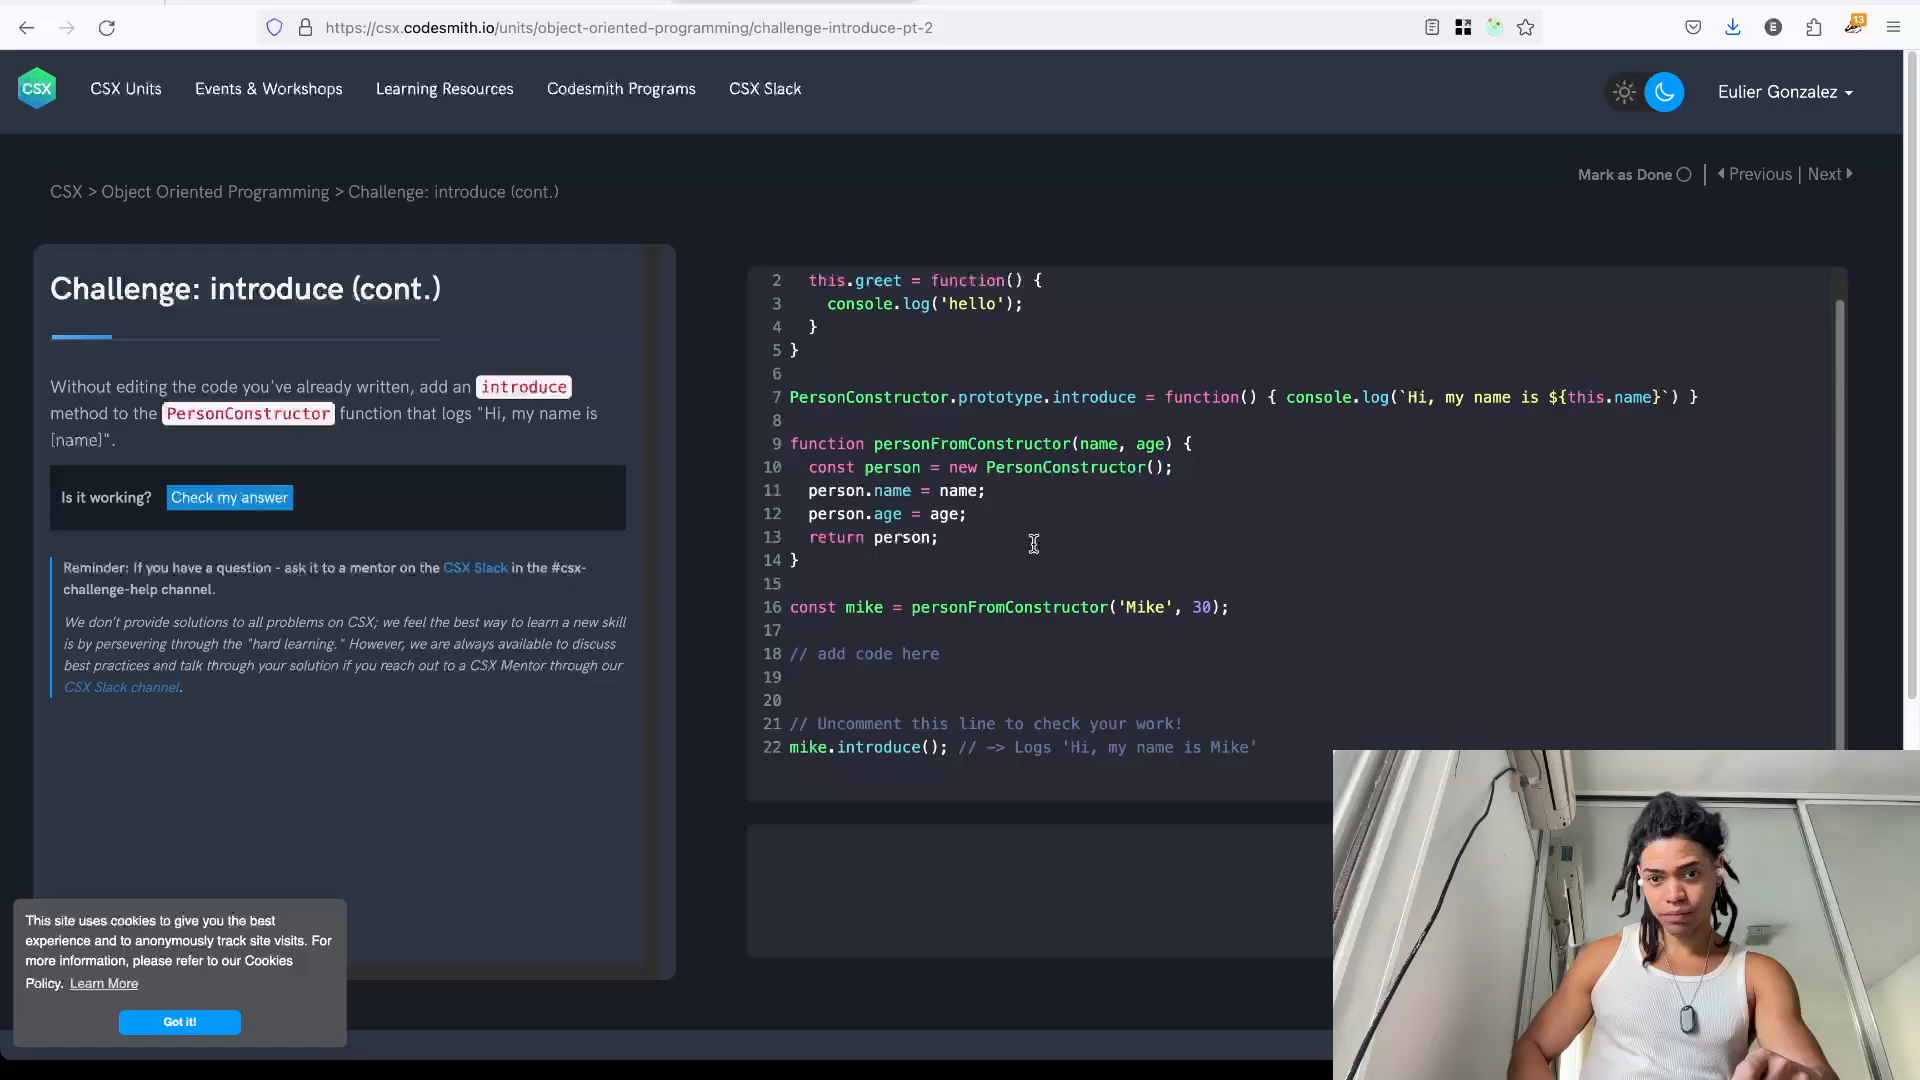 https://csx.codesmith.io/units/object-oriented-programming/challenge-introduce-pt-2
13
CSX
CSX Units
Events & Workshops
Learning Resources
Codesmith Programs
CSX Slack
Eulier Gonzalez
CSX > Object Oriented Programming > Challenge: introduce (cont.)
Mark as Done | Previous | Next
Challenge: introduce (cont.)
Without editing the code you've already written, add an introduce
method to the PersonConstructor function that logs "Hi, my name is
[name]".
Is it working? Check my answer
Reminder: If you have a question - ask it to a mentor on the CSX Slack in the #csx-
challenge-help channel.
We don't provide solutions to all problems on CSX; we feel the best way to learn a new skill
is by persevering through the "hard learning." However, we are always available to discuss
best practices and talk through your solution if you reach out to a CSX Mentor through our
CSX Slack channel.
2 this.greet = function() {
3 console.log('hello');
4 }
5 }
6
7 PersonConstructor.prototype.introduce = function() { console.log(`Hi, my name is ${this.name}`) }
8
9 function personFromConstructor(name, age) {
10 const person = new PersonConstructor();
11 person.name = name;
12 person.age = age;
13 return person;
14 }
15
16 const mike = personFromConstructor('Mike', 30);
17
18 // add code here
19
20
21 // Uncomment this line to check your work!
22 mike.introduce(); // -> Logs 'Hi, my name is Mike'
This site uses cookies to give you the best
experience and to anonymously track site visits. For
more information, please refer to our Cookies
Policy. Learn More
Got it!